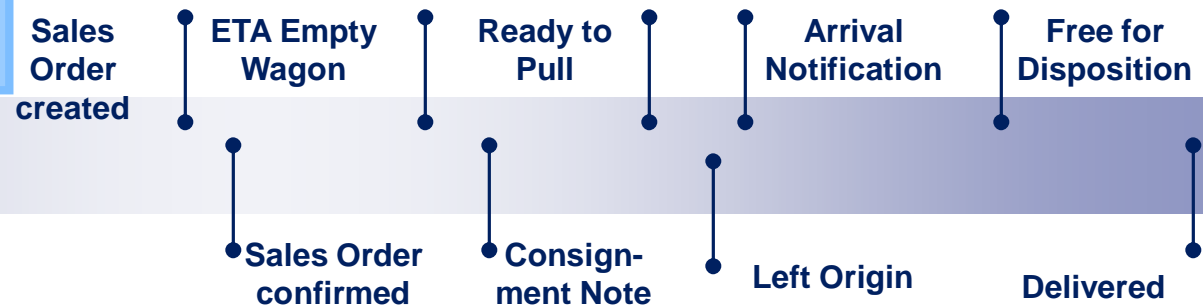 Sales
Order
created
ETA Empty
Wagon
Ready to
Pull
Arrival
Notification
Free for
Disposition
Sales Order
confirmed
Consign-
ment Note
Left Origin
Delivered